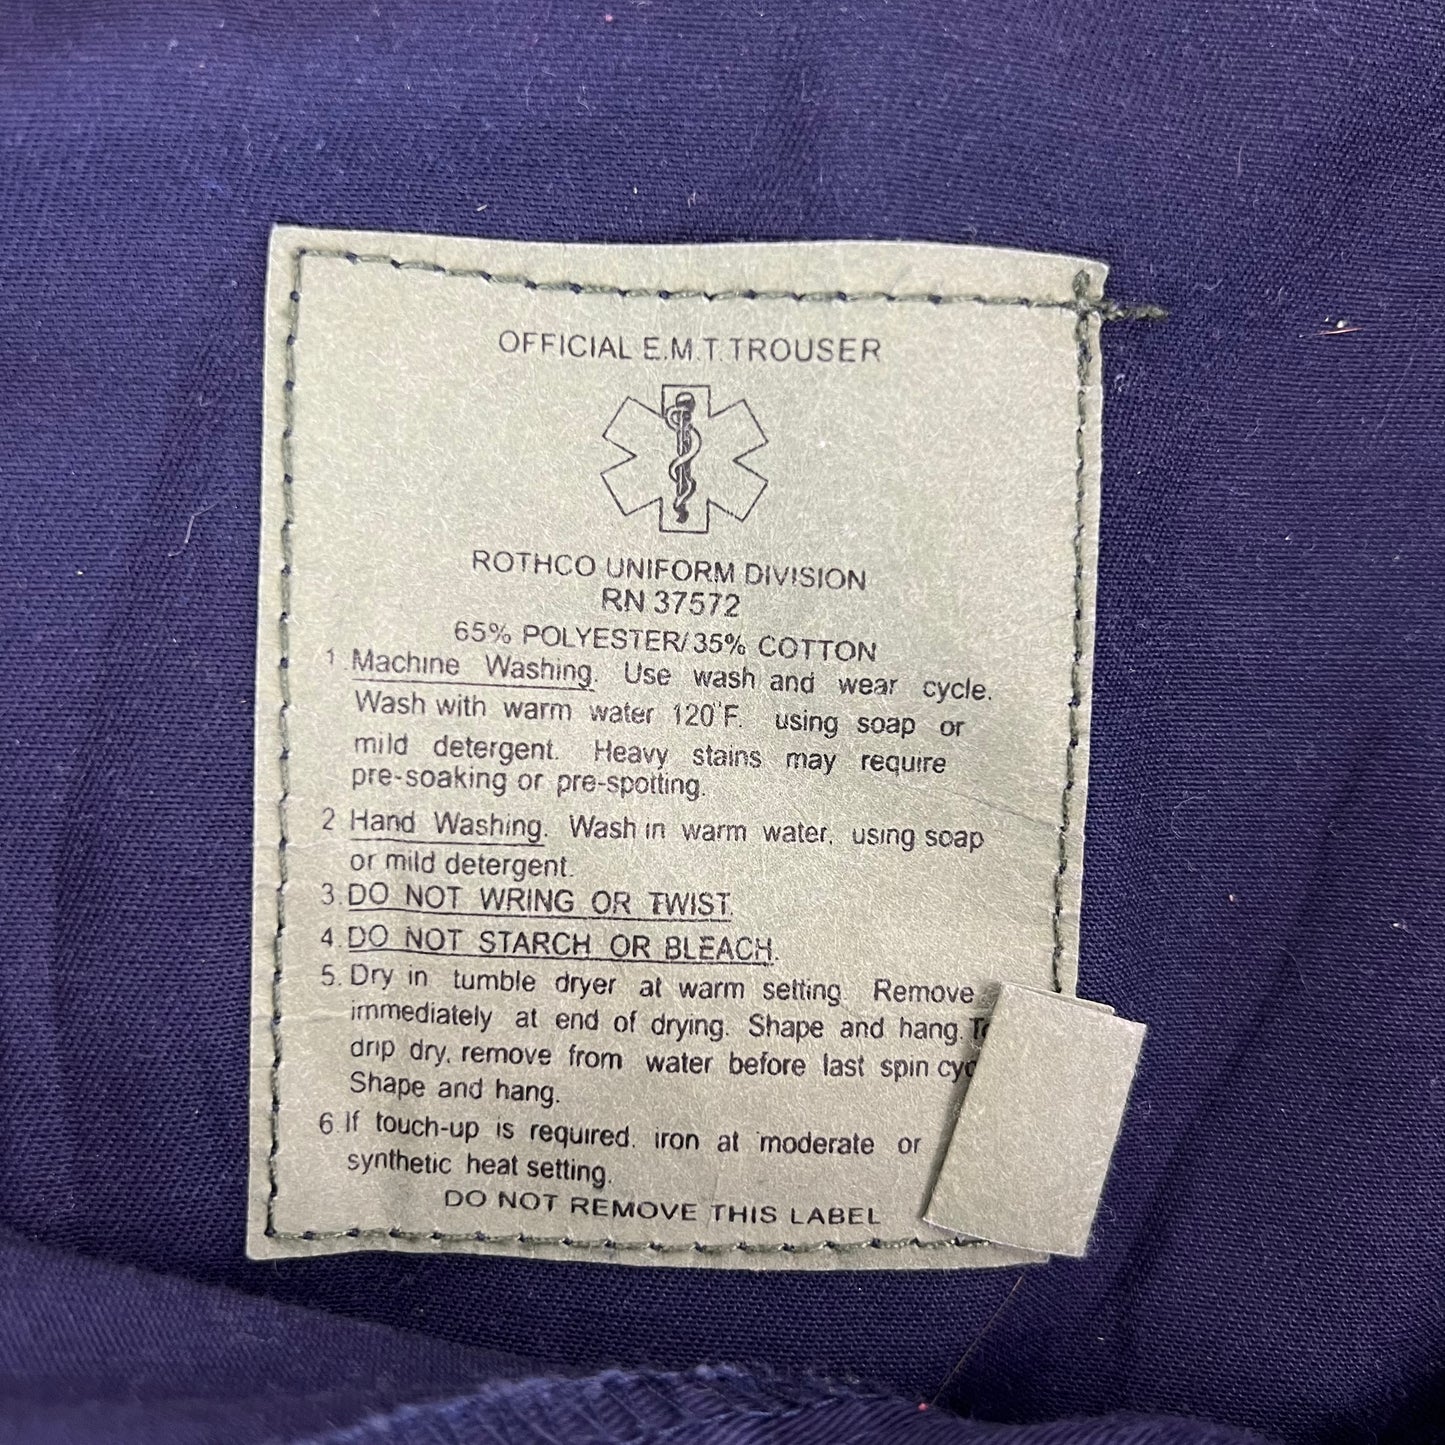 OFFICIAL E.M.T. TROUSER
ROTHCO UNIFORM DIVISION
RN 37572
65% POLYESTER/35% COTTON
1. Machine Washing. Use wash and wear cycle.
Wash with warm water 120°F. using soap or
mild detergent. Heavy stains may require
pre-soaking or pre-spotting.
2 Hand Washing. Wash in warm water, using soap
or mild detergent.
3. DO NOT WRING OR TWIST.
4. DO NOT STARCH OR BLEACH.
5. Dry in tumble dryer at warm setting. Remove
immediately at end of drying. Shape and hang.
drip dry, remove from water before last spin
Shape and hang.
6. If touch-up is required, iron at moderate or
synthetic heat setting.
DO NOT REMOVE THIS LABEL